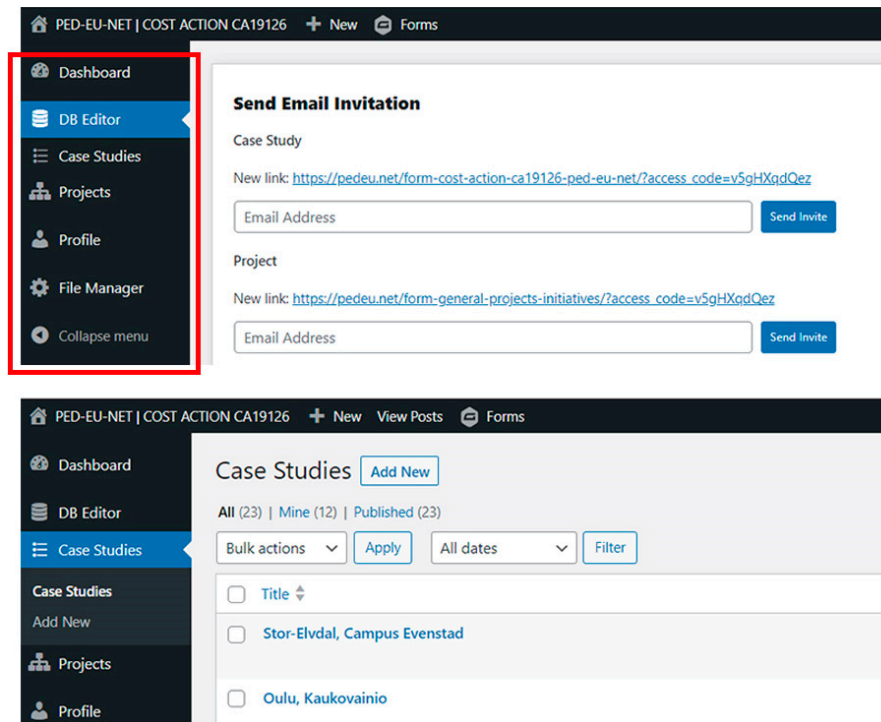 PED-EU-NET | COST ACTION CA19126 New Forms
Dashboard
DB Editor
Case Studies
Projects
Profile
File Manager
Collapse menu
Send Email Invitation
Case Study
New link: https://pedeu.net/form-cost-action-ca19126-ped-eu-net/?access_code=v5gHXqdQez
Email Address Send Invite
Project
New link: https://pedeu.net/form-general-projects-initiatives/?access_code=v5gHXqdQez
Email Address Send Invite
PED-EU-NET | COST ACTION CA19126 New View Posts Forms
Dashboard
DB Editor
Case Studies
Case Studies
Add New
Projects
Profile
Case Studies Add New
All (23) | Mine (12) | Published (23)
Bulk actions Apply All dates Filter
Title
Stor-Elvdal, Campus Evenstad
Oulu, Kaukovainio